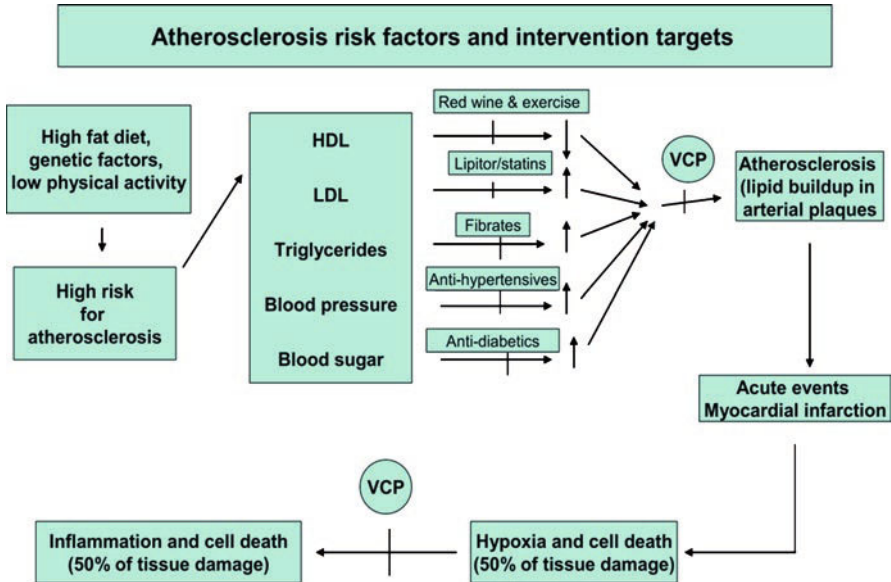 Atherosclerosis risk factors and intervention targets
High fat diet,
genetic factors,
low physical activity
High risk
for
atherosclerosis
HDL
LDL
Triglycerides
Blood pressure
Blood sugar
Red wine & exercise
Lipitor/statins
Fibrates
Anti-hypertensives
Anti-diabetics
VCP
Atherosclerosis
(lipid buildup in
arterial plaques
Acute events
Myocardial infarction
VCP
Inflammation and cell death
(50% of tissue damage)
Hypoxia and cell death
(50% of tissue damage)